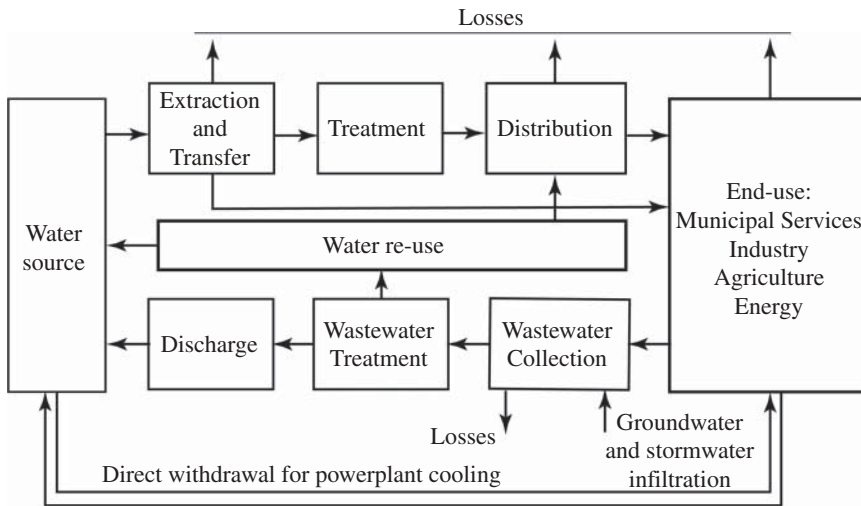 Losses
Extraction
and
Transfer
Treatment
Distribution
Water
source
Water re-use
End-use:
Municipal Services
Industry
Agriculture
Energy
Discharge
Wastewater
Treatment
Wastewater
Collection
Losses
Groundwater
and stormwater
infiltration
Direct withdrawal for powerplant cooling